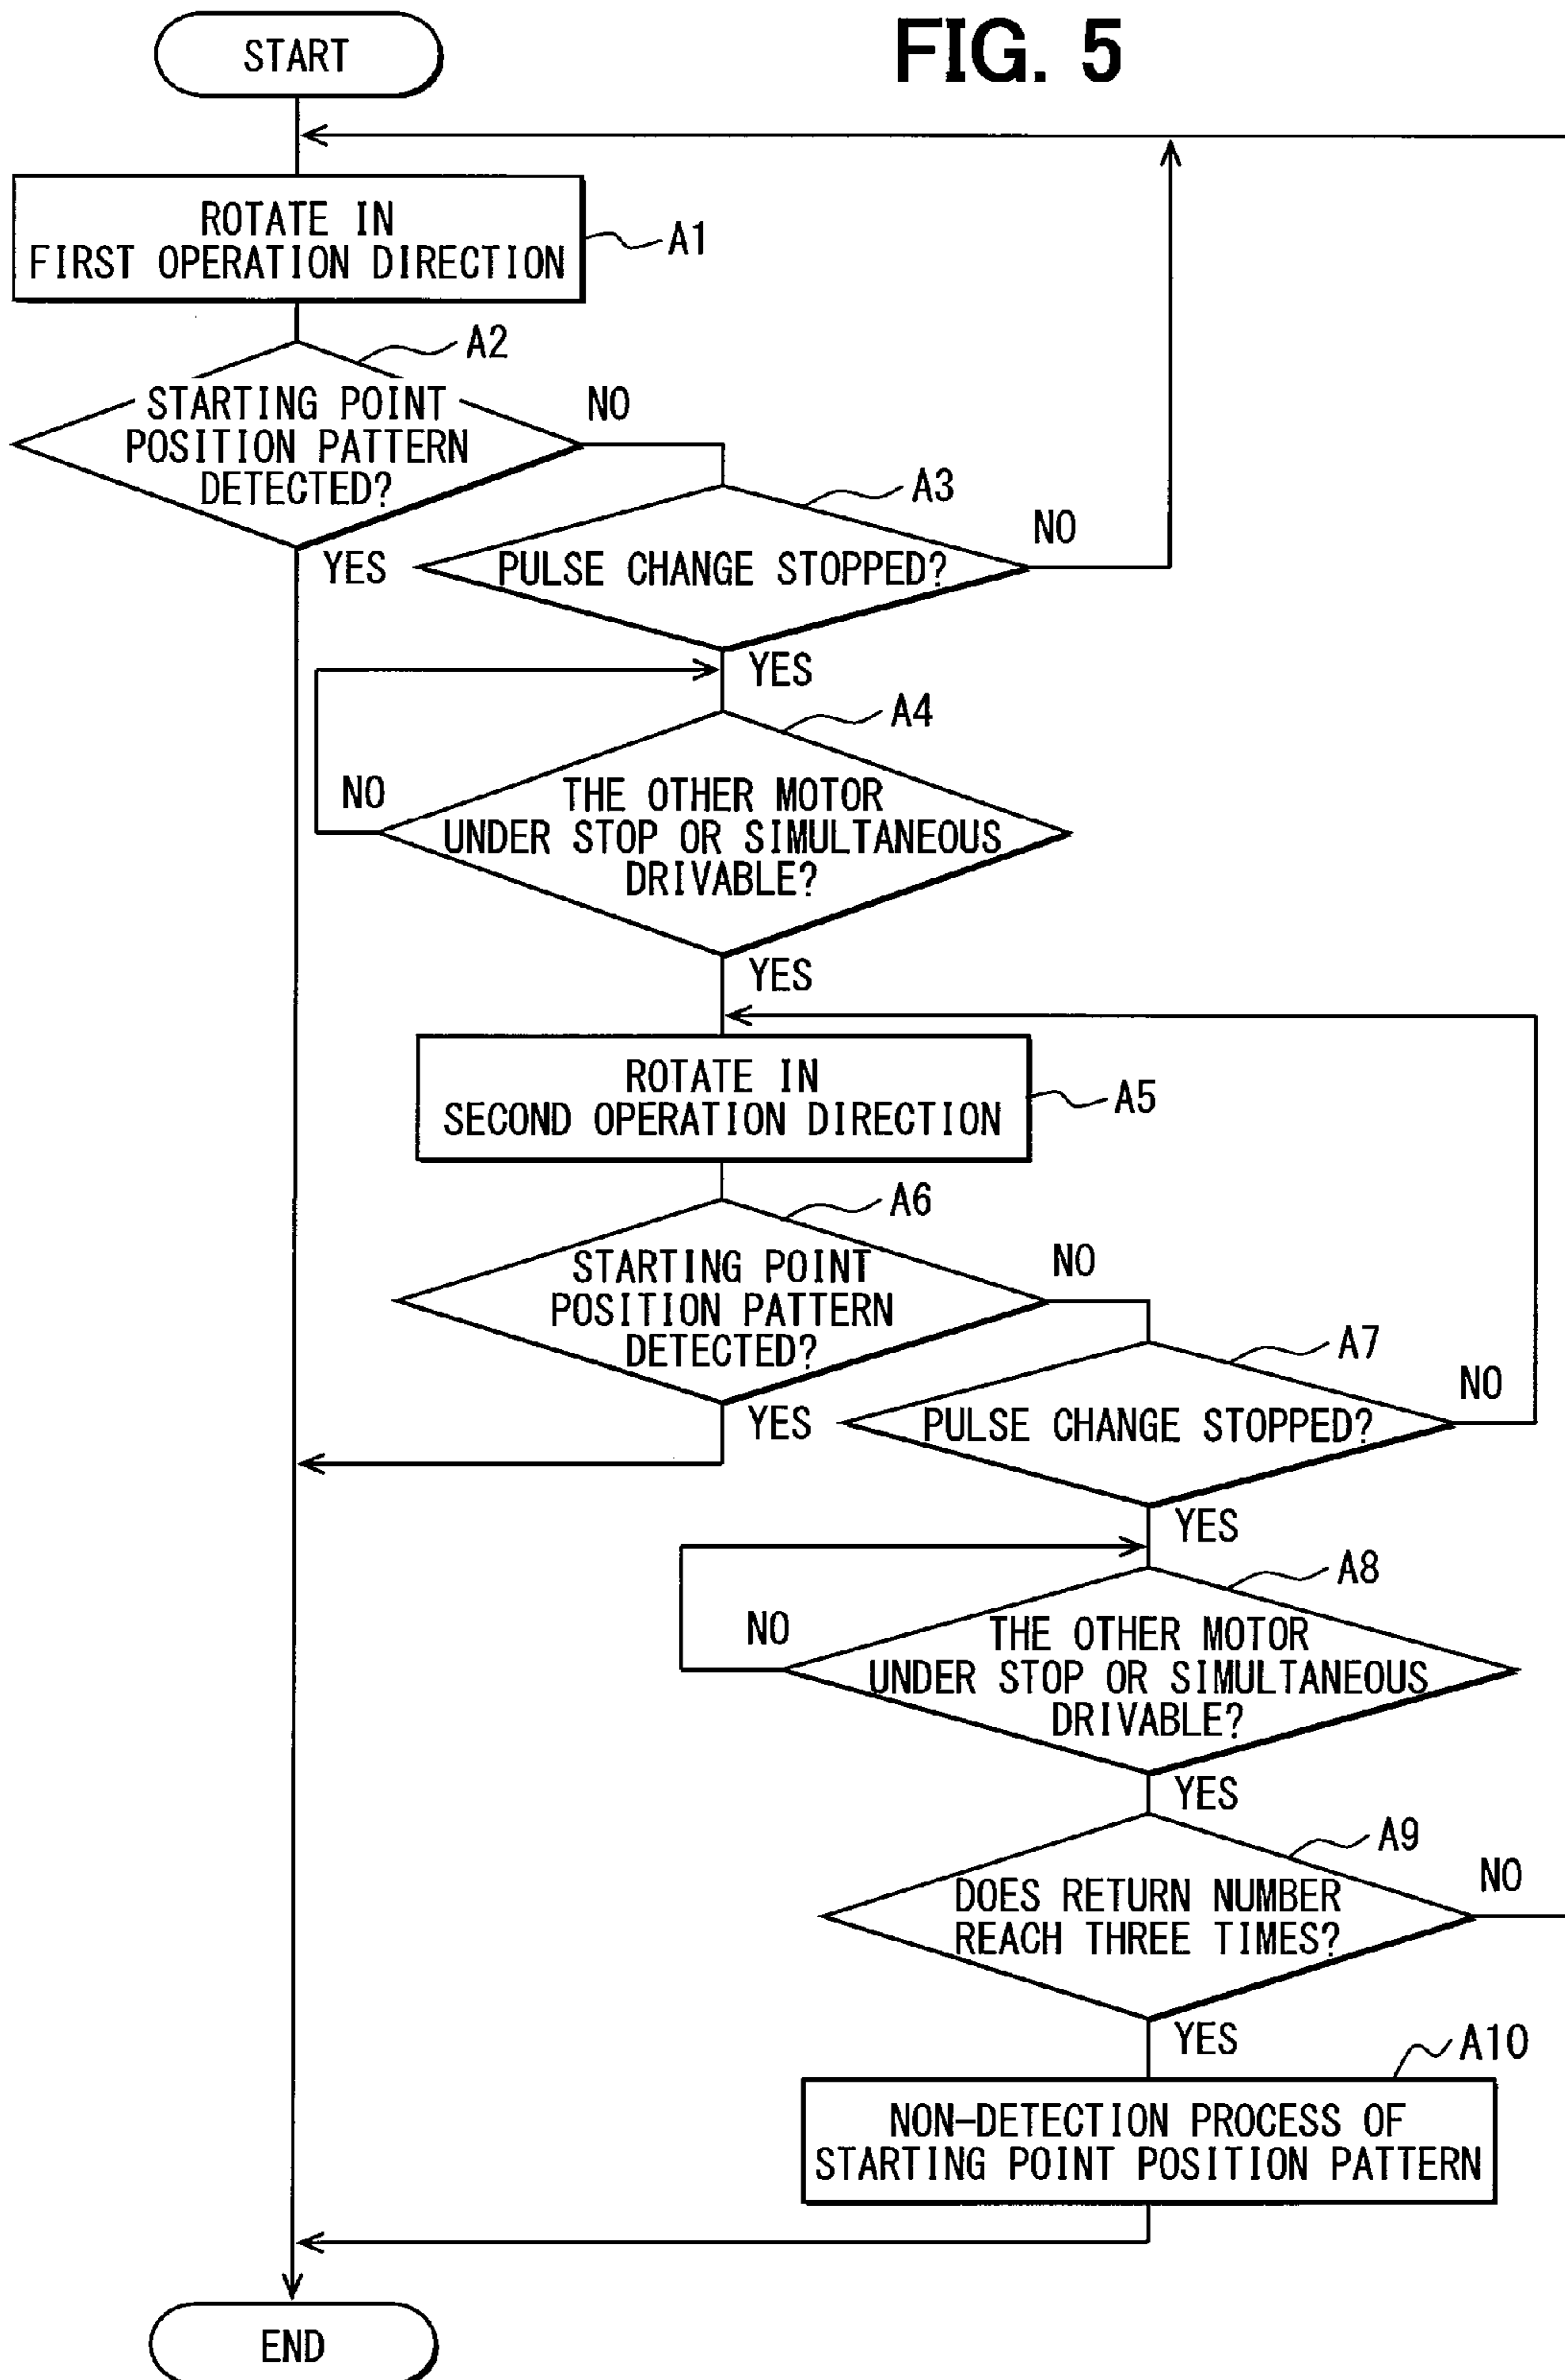 FIG. 5
START
ROTATE IN
FIRST OPERATION DIRECTION
A1
A2
STARTING POINT
POSITION PATTERN
DETECTED?
NO
YES
A3
PULSE CHANGE STOPPED?
NO
YES
A4
THE OTHER MOTOR
UNDER STOP OR SIMULTANEOUS
DRIVABLE?
NO
YES
ROTATE IN
SECOND OPERATION DIRECTION
A5
A6
STARTING POINT
POSITION PATTERN
DETECTED?
NO
YES
A7
PULSE CHANGE STOPPED?
NO
YES
A8
THE OTHER MOTOR
UNDER STOP OR SIMULTANEOUS
DRIVABLE?
NO
YES
A9
DOES RETURN NUMBER
REACH THREE TIMES?
NO
YES
A10
NON-DETECTION PROCESS OF
STARTING POINT POSITION PATTERN
END